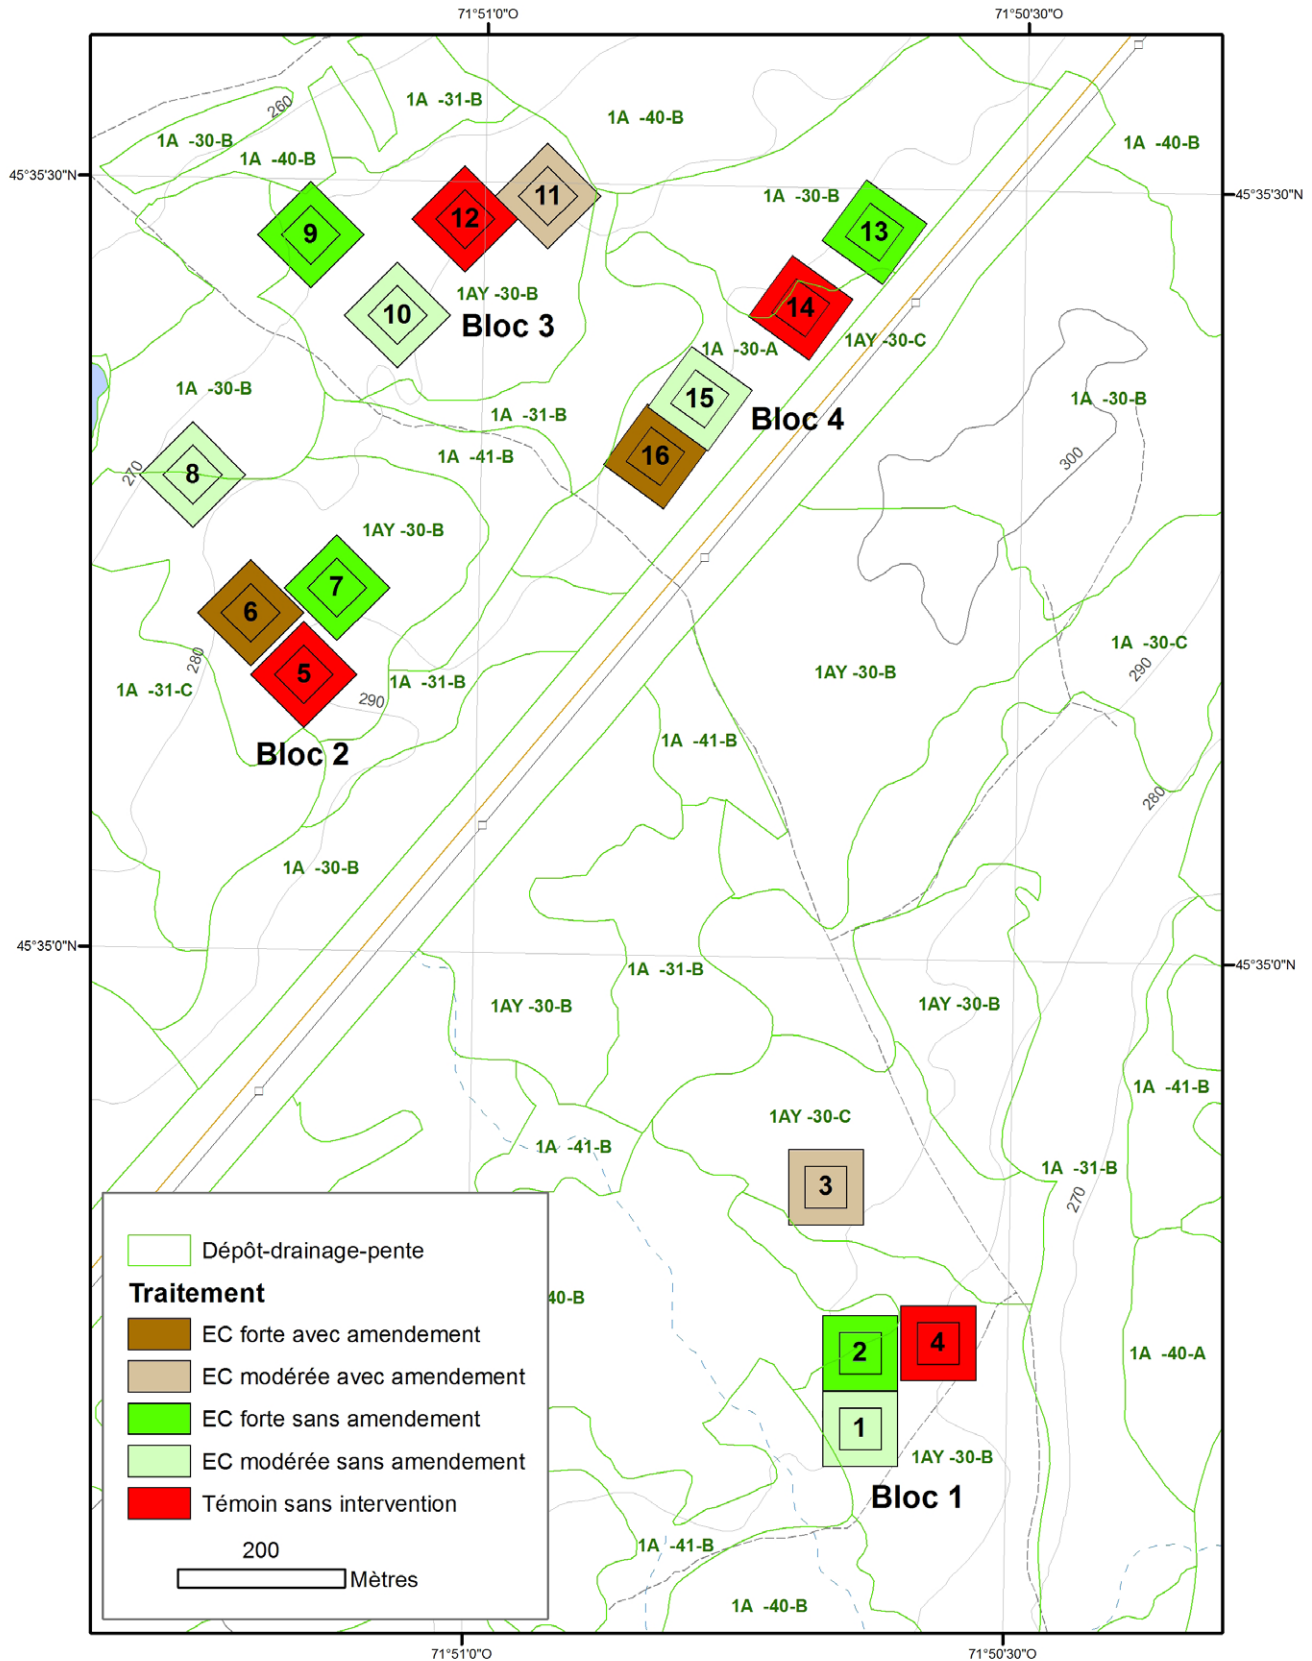 71°51'0"O
71°50'30"O
1A -31-B
260
1A -40-B
1A -30-B
1A -40-B
1A -40-B
45°35'30"N
45°35'30"N
11
1A -30-B
12
9
13
1AY -30-B
10
Bloc 3
14
1A -30-A
1AY -30-C
1A -30-B
1A -30-B
15
1A -31-B
Bloc 4
1A -41-B
16
300
270
8
1AY -30-B
7
6
280
5
1A -31-C
1A -31-B
290
1AY -30-B
1A -30-C
290
Bloc 2
1A -41-B
280
1A -30-B
45°35'0"N
45°35'0"N
1A -31-B
1AY -30-B
1AY -30-B
1A -41-B
1AY -30-C
1A -41-B
1A -31-B
3
270
40-B
2
4
1A -40-A
1
1AY -30-B
Bloc 1
1A -41-B
1A -40-B
Dépôt-drainage-pente
Traitement
EC forte avec amendement
EC modérée avec amendement
EC forte sans amendement
EC modérée sans amendement
Témoin sans intervention
200
Mètres
71°51'0"O
71°50'30"O